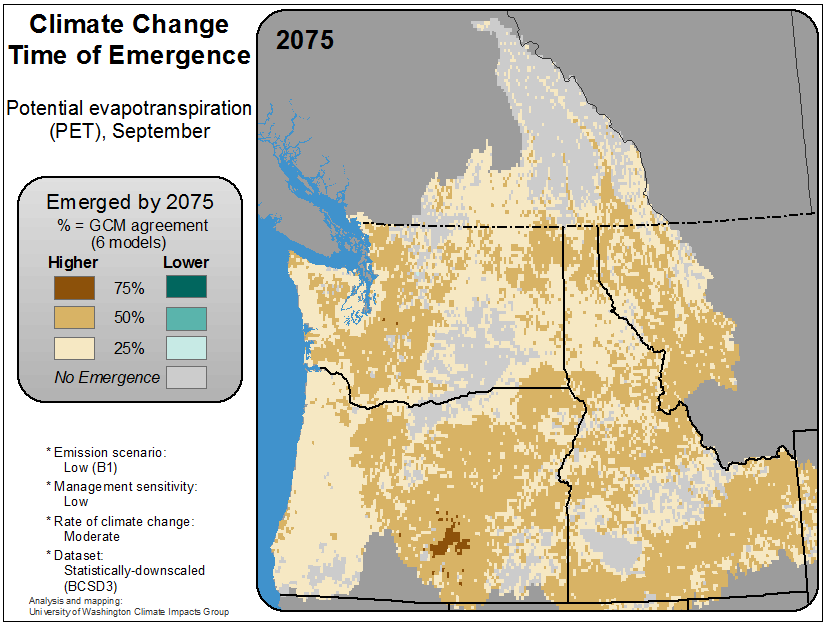 Climate Change
Time of Emergence
Potential evapotranspiration
(PET), September
Emerged by 2075
% = GCM agreement
(6 models)
Higher Lower
75%
50%
25%
No Emergence
* Emission scenario:
Low (B1)
* Management sensitivity:
Low
* Rate of climate change:
Moderate
* Dataset:
Statistically-downscaled
(BCSD3)
Analysis and mapping:
University of Washington Climate Impacts Group
2075